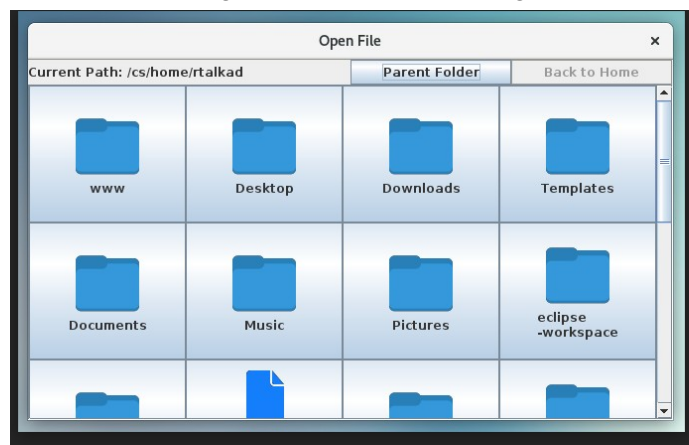 Open File ×
Current Path: /cs/home/rtalkad Parent Folder Back to Home
www Desktop Downloads Templates
Documents Music Pictures eclipse
-workspace